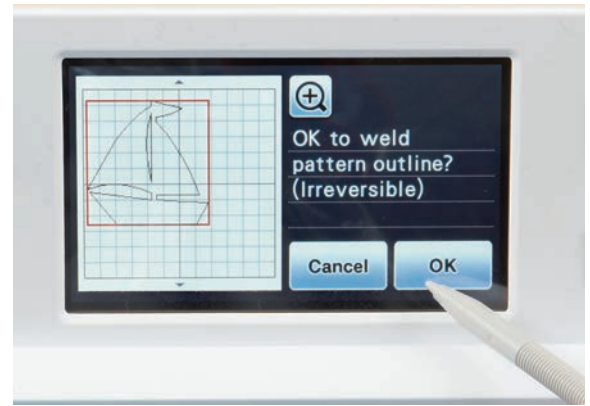 OK to weld
pattern outline?
(Irreversible)
Cancel
OK